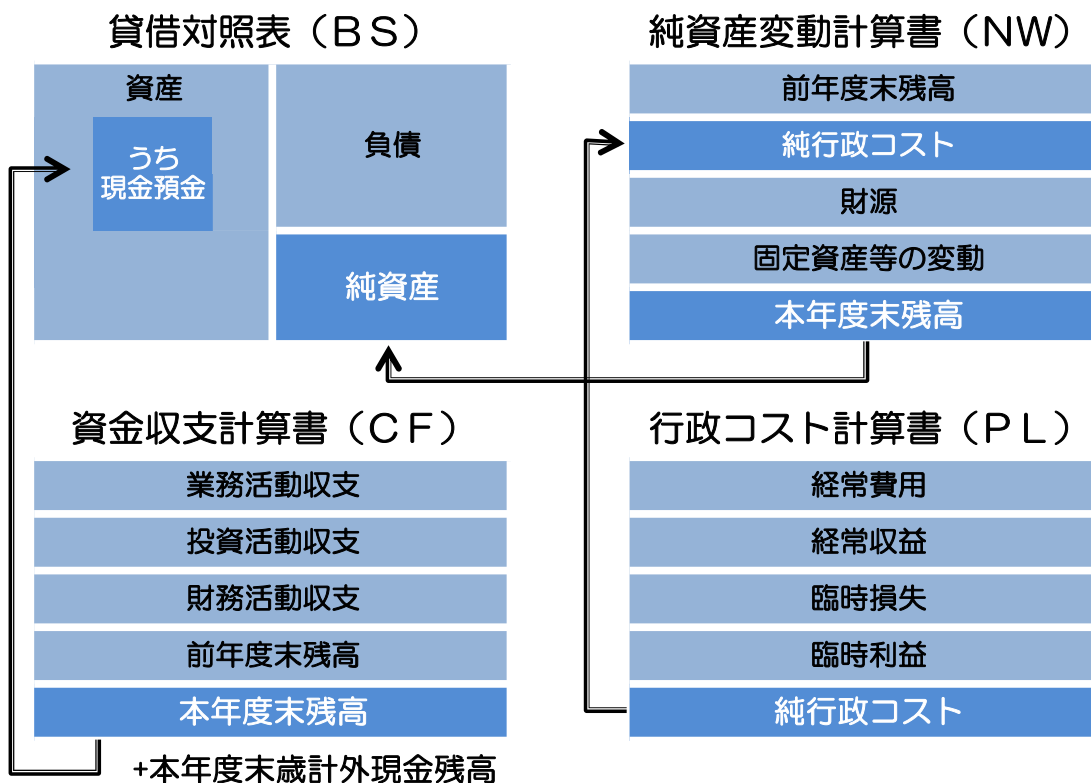 貸借対照表（ＢＳ）
資産
うち
現金預金
負債
純資産
純資産変動計算書（NW）
前年度末残高
純行政コスト
財源
固定資産等の変動
本年度末残高
資金収支計算書（ＣＦ）
業務活動収支
投資活動収支
財務活動収支
前年度末残高
本年度末残高
+本年度末歳計外現金残高
行政コスト計算書（ＰＬ）
経常費用
経常収益
臨時損失
臨時利益
純行政コスト